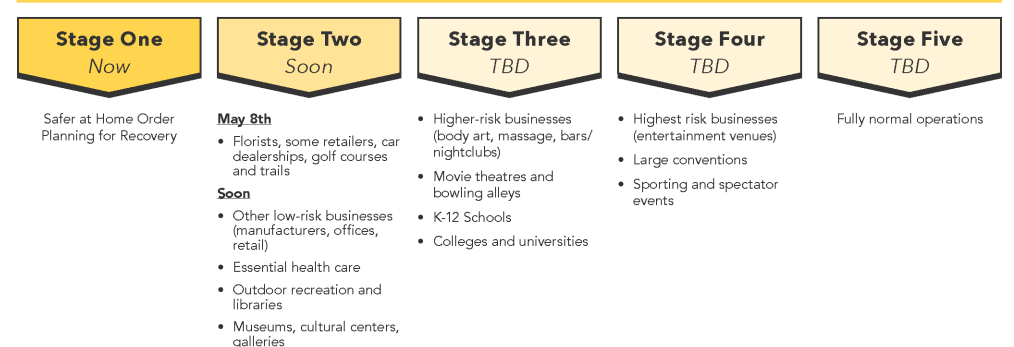 Stage One
Now
Safer at Home Order
Planning for Recovery
Stage Two
Soon
May 8th
• Florists, some retailers, car
dealerships, golf courses
and trails
Soon
• Other low-risk businesses
(manufacturers, offices,
retail)
• Essential health care
• Outdoor recreation and
libraries
• Museums, cultural centers,
galleries
Stage Three
TBD
• Higher-risk businesses
(body art, massage, bars/
nightclubs)
• Movie theatres and
bowling alleys
• K-12 Schools
• Colleges and universities
Stage Four
TBD
• Highest risk businesses
(entertainment venues)
• Large conventions
• Sporting and spectator
events
Stage Five
TBD
Fully normal operations